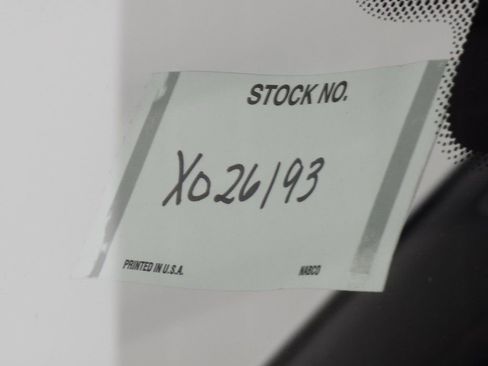 STOCK NO.
X026193
PRINTED IN U.S.A. NABCO